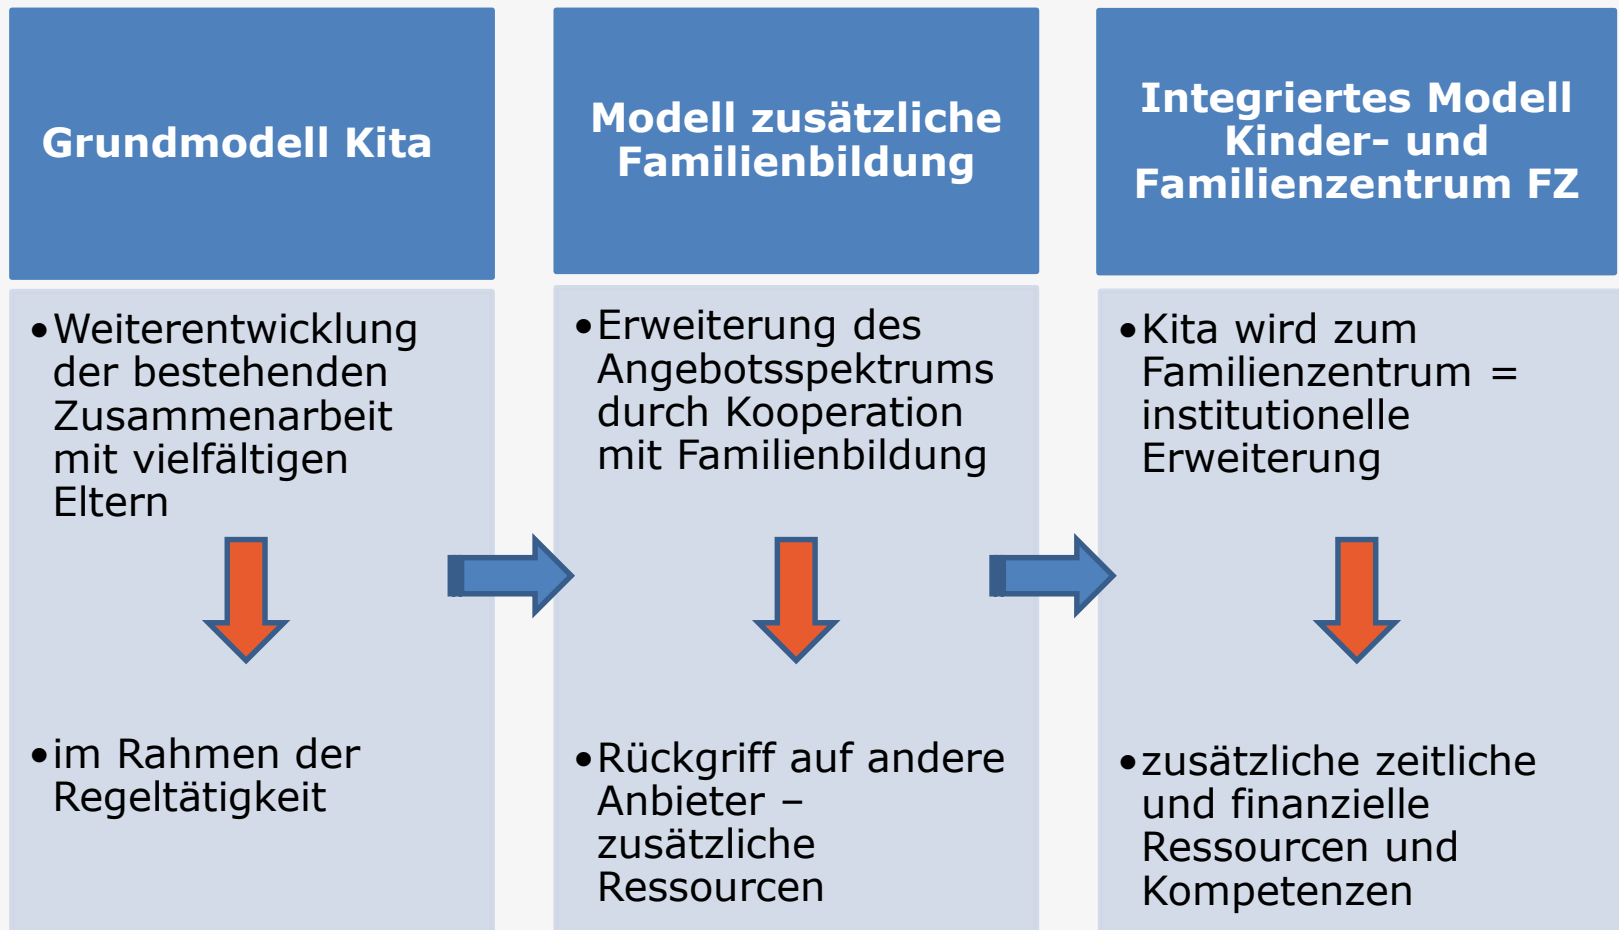 Grundmodell Kita
•Weiterentwicklung
der bestehenden
Zusammenarbeit
mit vielfältigen
Eltern
•im Rahmen der
Regeltätigkeit
Modell zusätzliche
Familienbildung
•Erweiterung des
Angebotsspektrums
durch Kooperation
mit Familienbildung
•Rückgriff auf andere
Anbieter –
zusätzliche
Ressourcen
Integriertes Modell
Kinder– und
Familienzentrum FZ
•Kita wird zum
Familienzentrum =
institutionelle
Erweiterung
•zusätzliche zeitliche
und finanzielle
Ressourcen und
Kompetenzen